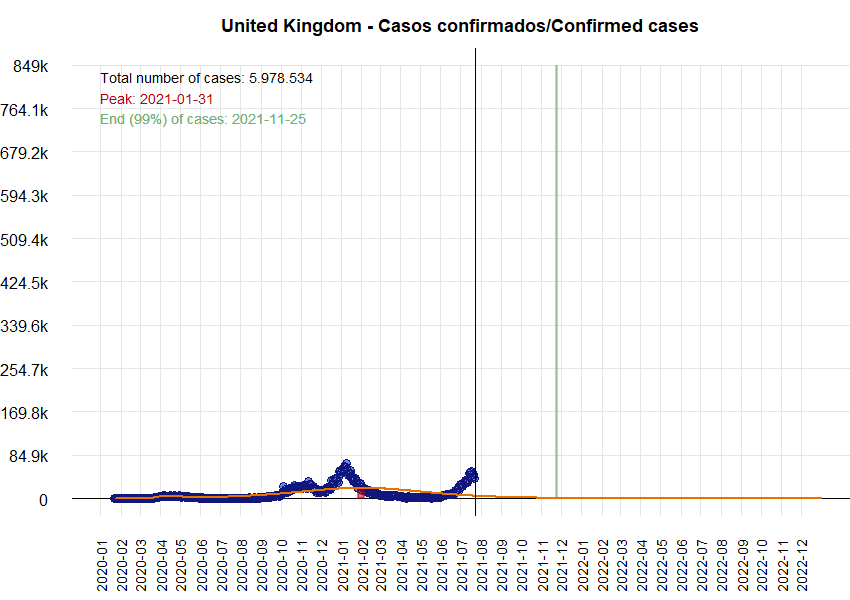 United Kingdom - Casos confirmados/Confirmed cases
849k
Total number of cases: 5.978.534
Peak: 2021-01-31
764.1k
End (99%) of cases: 2021-11-25
679.2k
594.3k
509.4k
424.5k
339.6k
254.7k
169.8k
84.9k
0
2020-01
2020-02
2020-03
2020-04
2020-05
2020-06
2020-07
2020-08
2020-09
2020-10
2020-11
2020-12
2021-01
2021-02
2021-03
2021-04
2021-05
2021-06
2021-07
2021-08
2021-09
2021-10
2021-11
2021-12
2022-01
2022-02
2022-03
2022-04
2022-05
2022-06
2022-07
2022-08
2022-09
2022-10
2022-11
2022-12